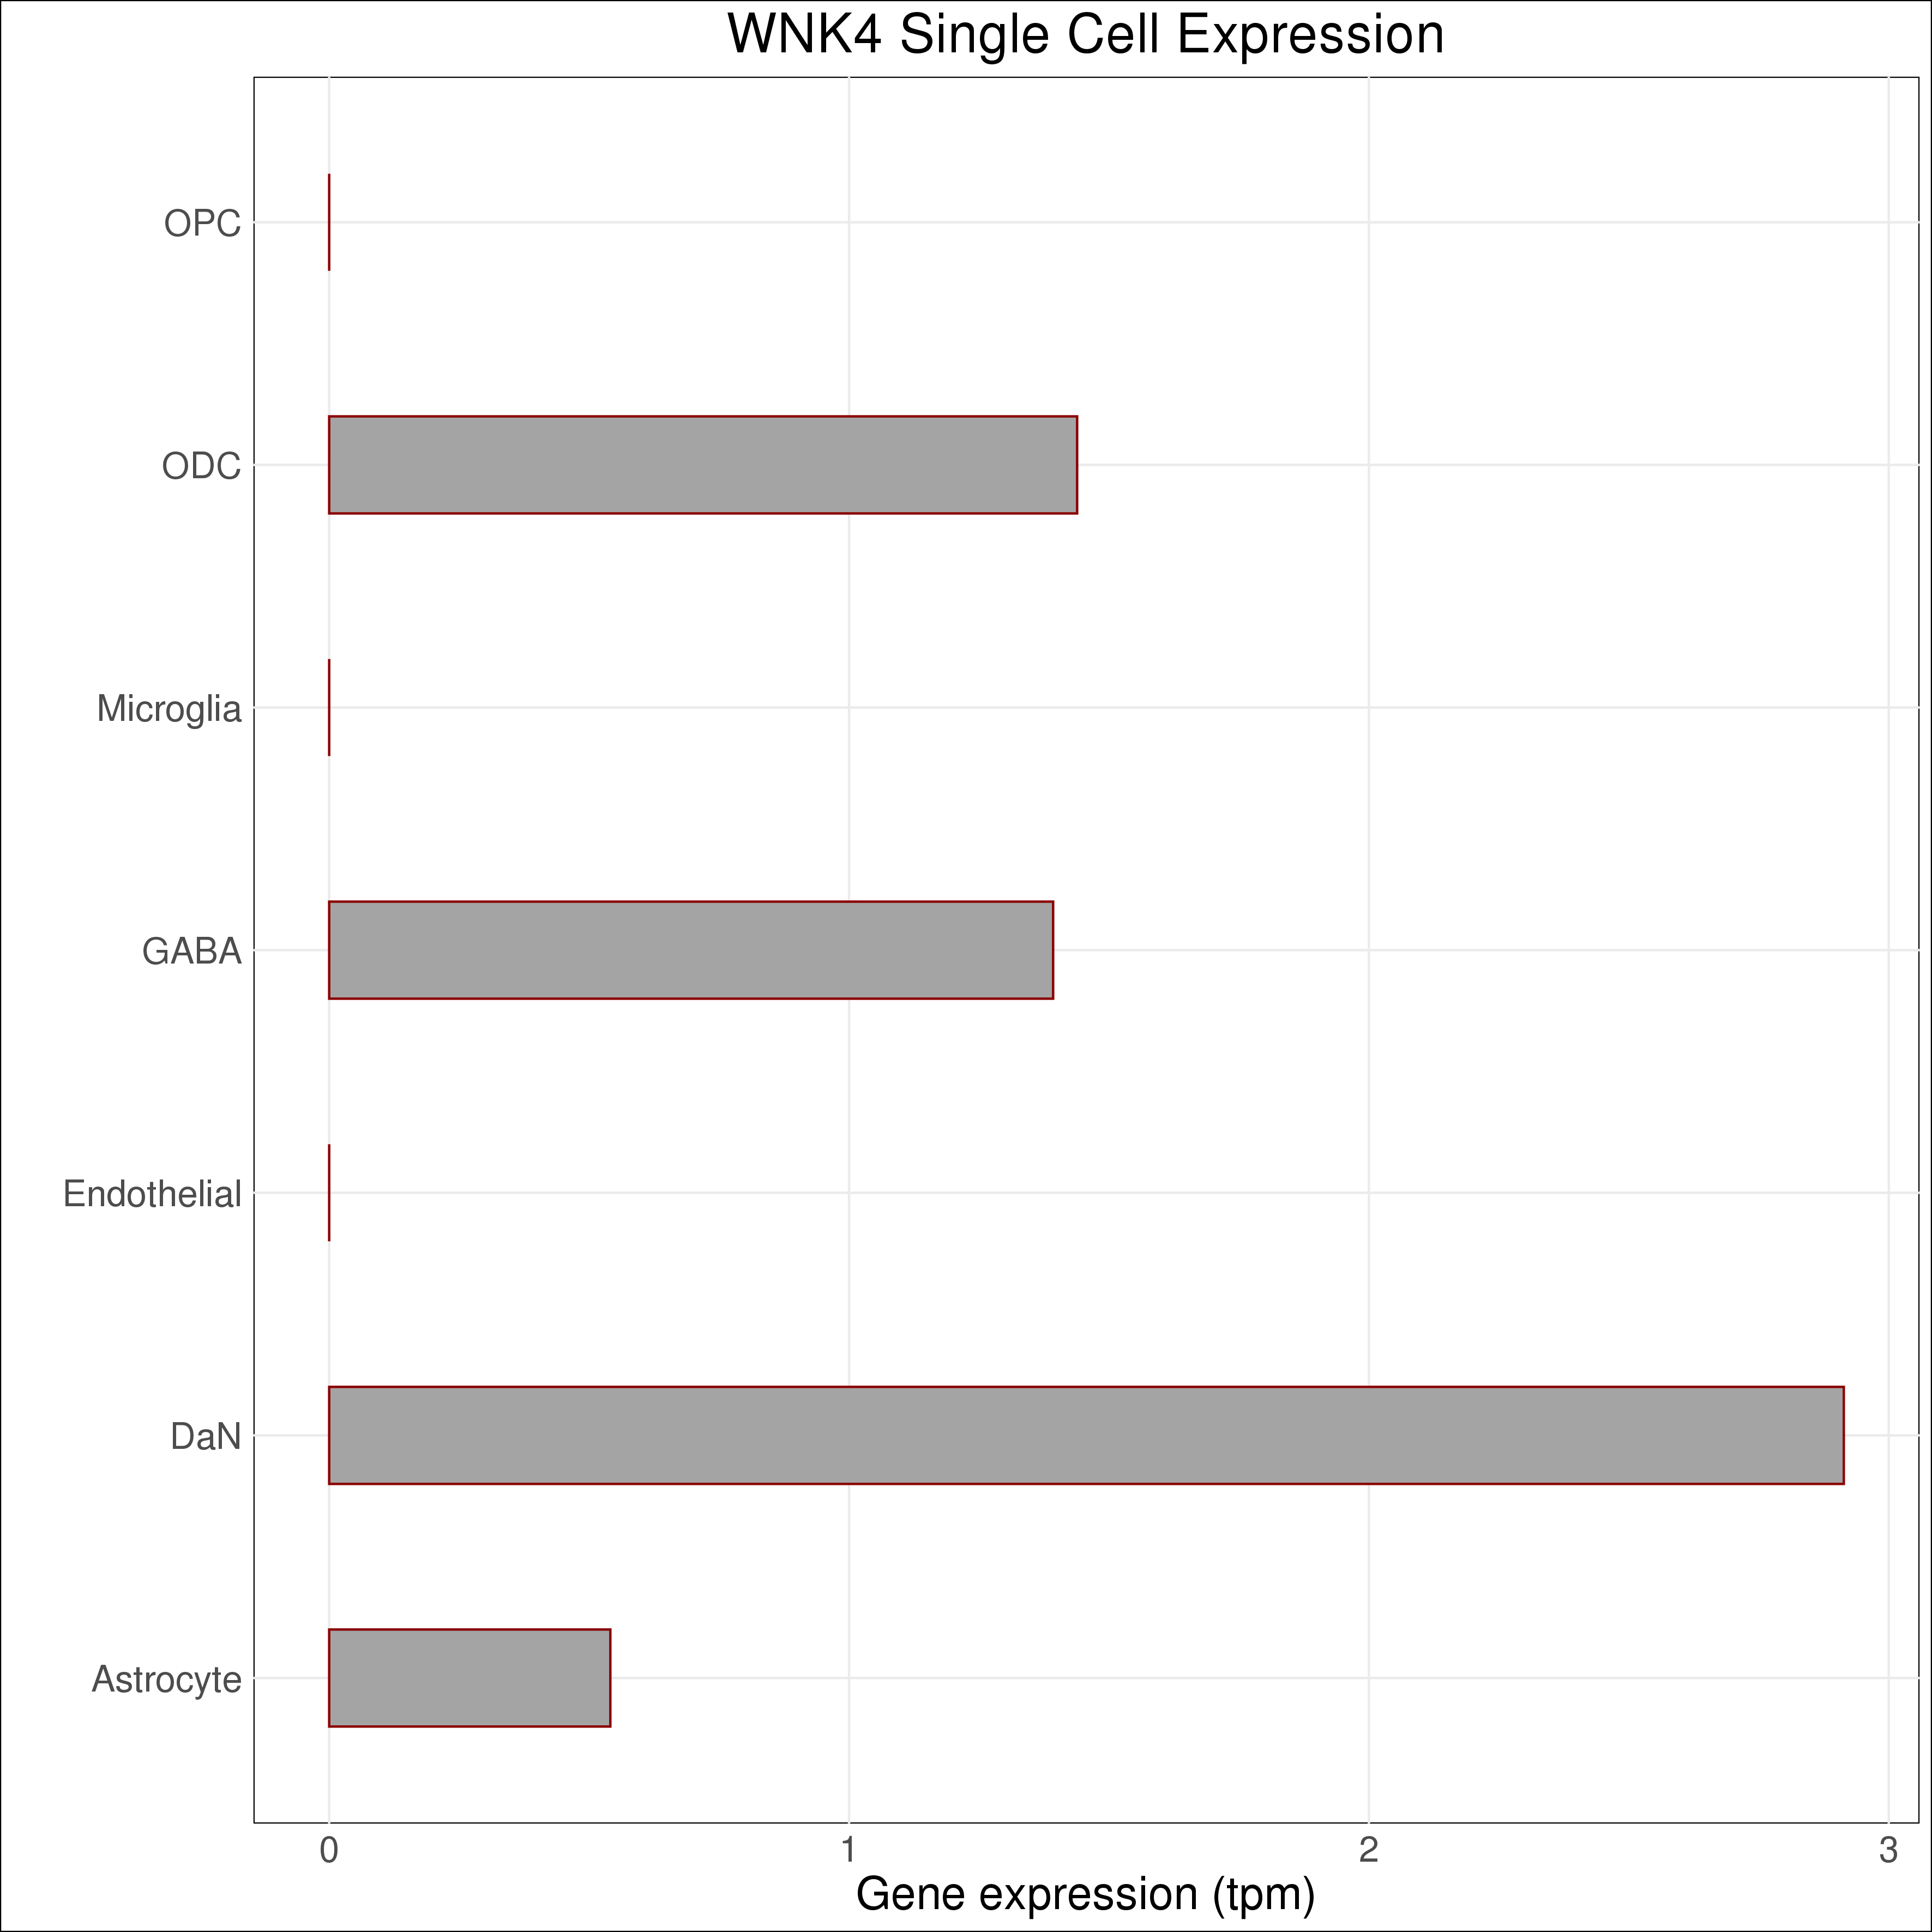 WNK4 Single Cell Expression
OPC
ODC
Microglia
GABA
Endothelial
DaN
Astrocyte
0 1 2 3
Gene expression (tpm)